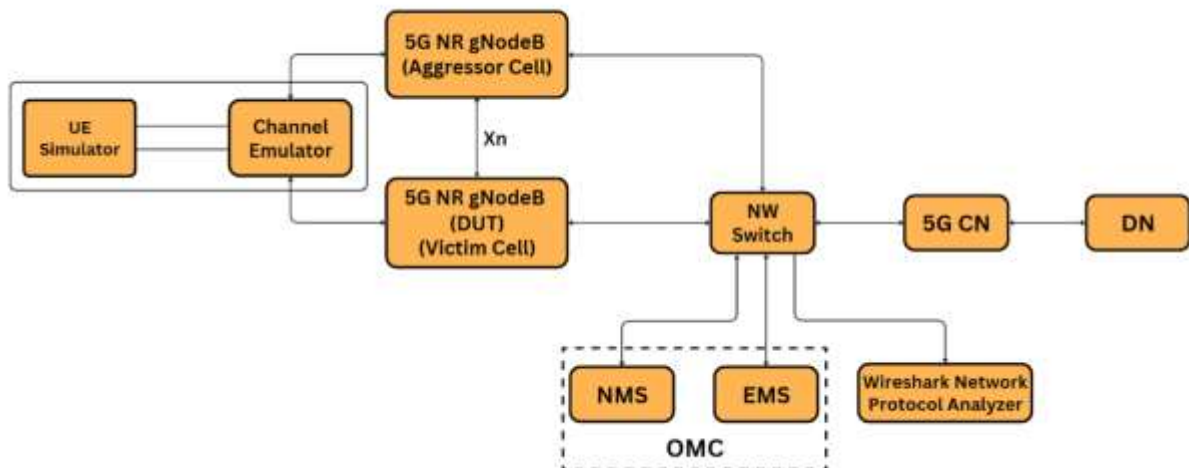 5G NR gNodeB
(Aggressor Cell)
UE
Simulator
Channel
Emulator
Xn
5G NR gNodeB
(DUT)
(Victim Cell)
NW
Switch
5G CN
DN
NMS
EMS
Wireshark Network
Protocol Analyzer
OMC